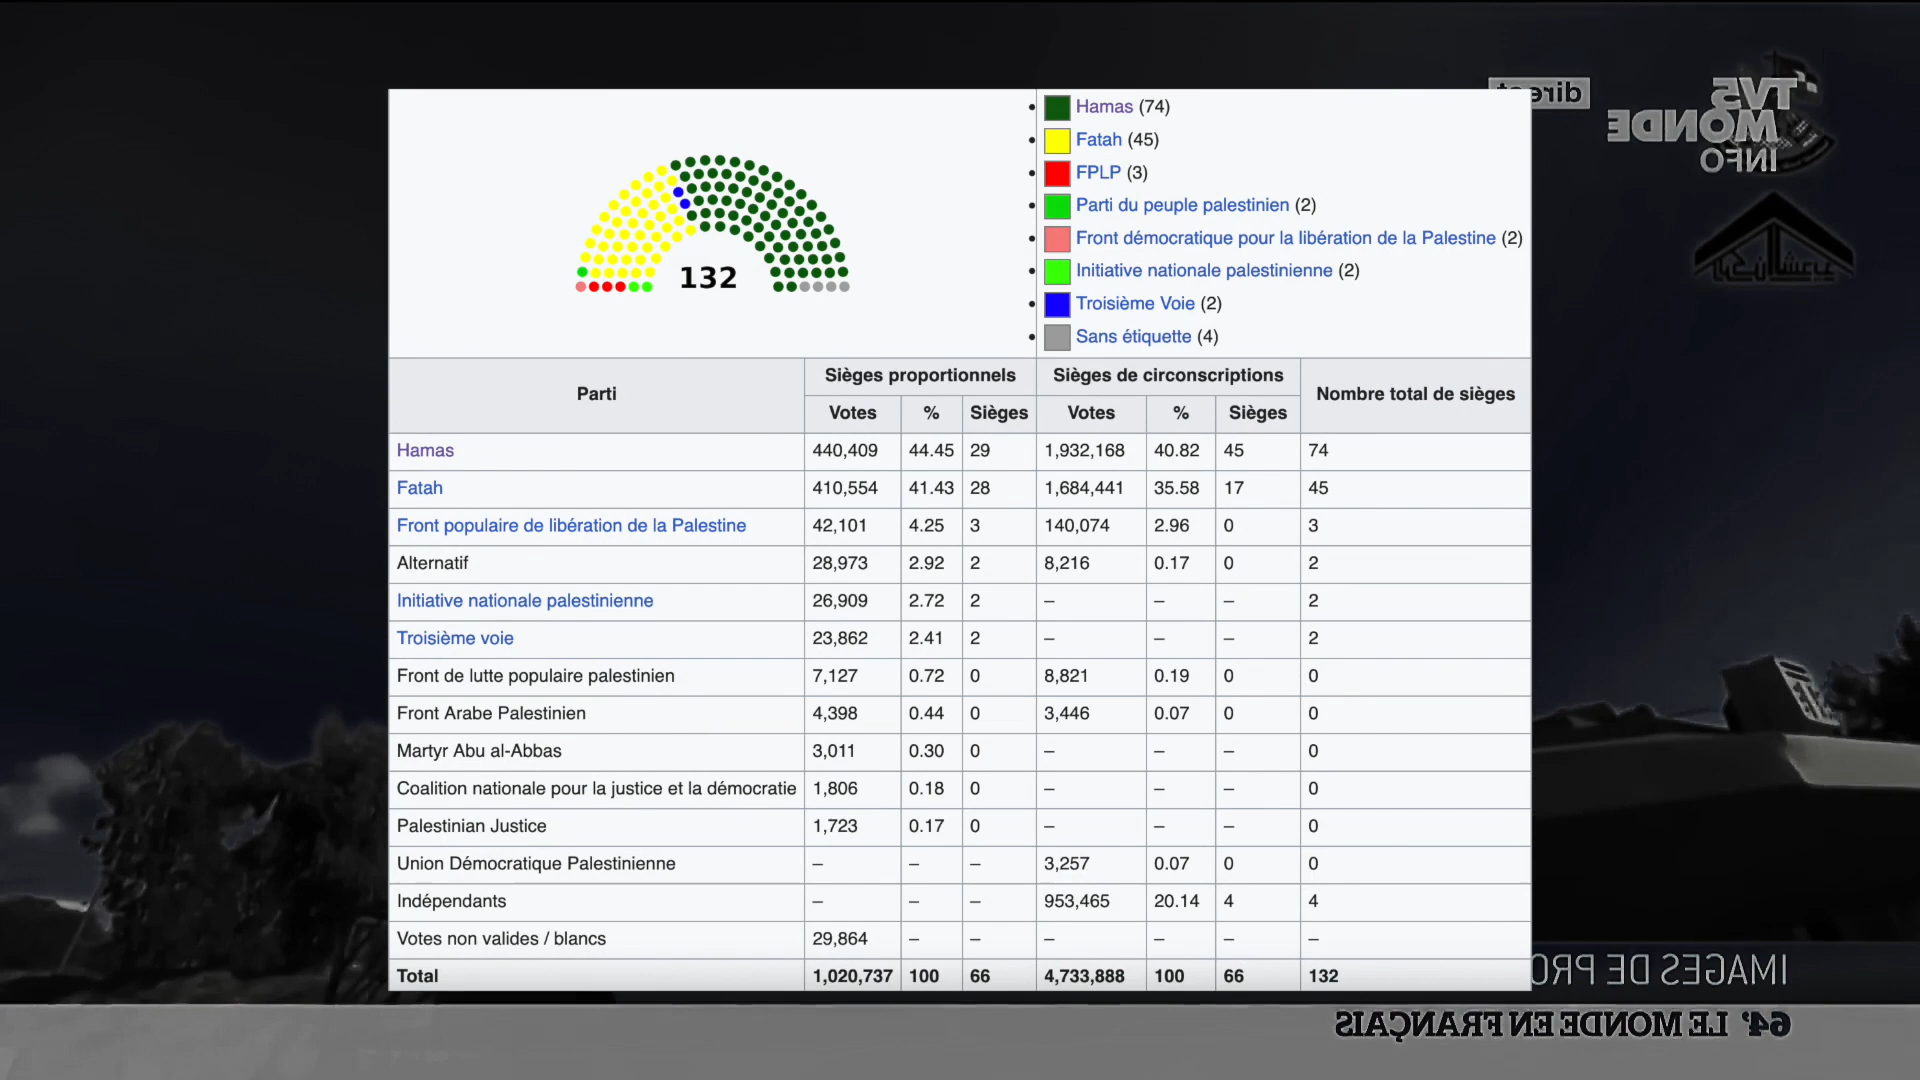 direct
TV5
MONDE
INFO
Hamas (74)
Fatah (45)
FPLP (3)
Parti du peuple palestinien (2)
Front démocratique pour la libération de la Palestine (2)
Initiative nationale palestinienne (2)
Troisième Voie (2)
Sans étiquette (4)
132
Parti Sièges proportionnels Sièges de circonscriptions Nombre total de sièges
Votes % Sièges Votes % Sièges
Hamas 440,409 44.45 29 1,932,168 40.82 45 74
Fatah 410,554 41.43 28 1,684,441 35.58 17 45
Front populaire de libération de la Palestine 42,101 4.25 3 140,074 2.96 0 3
Alternatif 28,973 2.92 2 8,216 0.17 0 2
Initiative nationale palestinienne 26,909 2.72 2 – – – 2
Troisième voie 23,862 2.41 2 – – – 2
Front de lutte populaire palestinien 7,127 0.72 0 8,821 0.19 0 0
Front Arabe Palestinien 4,398 0.44 0 3,446 0.07 0 0
Martyr Abu al-Abbas 3,011 0.30 0 – – – 0
Coalition nationale pour la justice et la démocratie 1,806 0.18 0 – – – 0
Palestinian Justice 1,723 0.17 0 – – – 0
Union Démocratique Palestinienne – – – 3,257 0.07 0 0
Indépendants – – – 953,465 20.14 4 4
Votes non valides / blancs 29,864 – – – – – –
Total 1,020,737 100 66 4,733,888 100 66 132
IMAGES DE PRO
64' LE MONDE EN FRANÇAIS